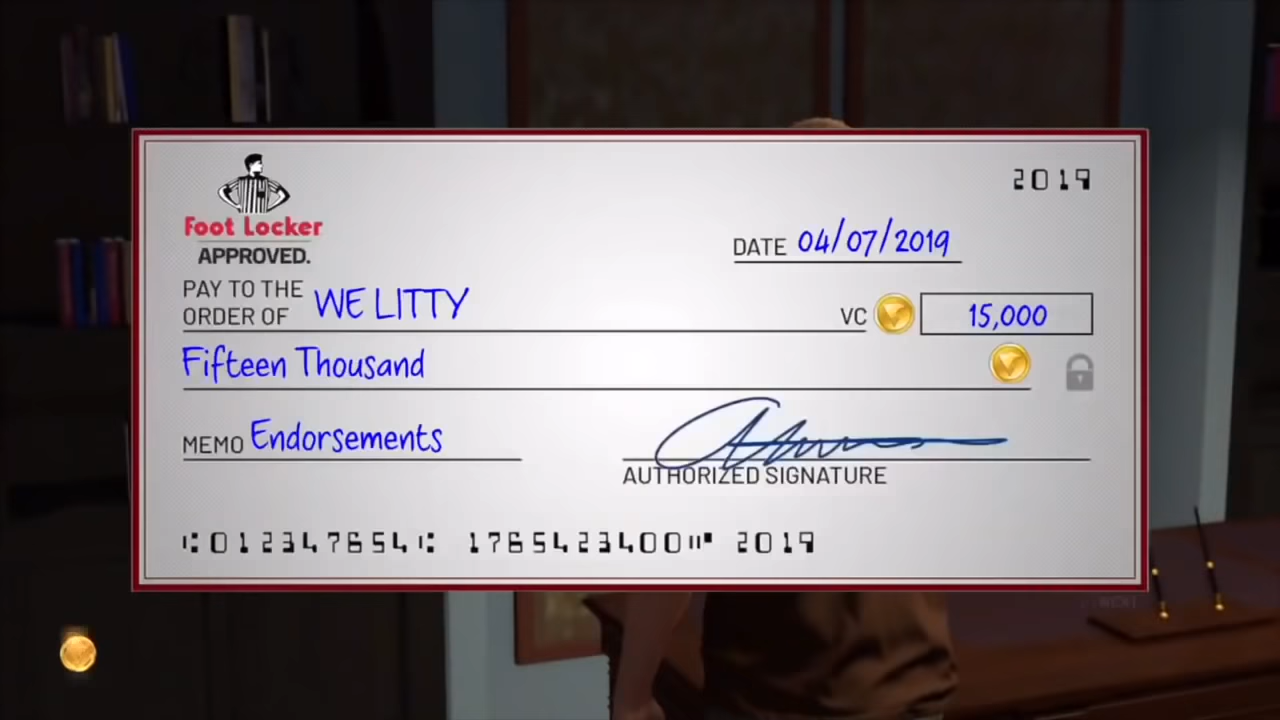 2019
Foot Locker
APPROVED.
DATE 04/07/2019
PAY TO THE
ORDER OF WE LITTY
VC 15,000
Fifteen Thousand
MEMO Endorsements
AUTHORIZED SIGNATURE
⑆012347654⑆ 1765423400⑈ 2019